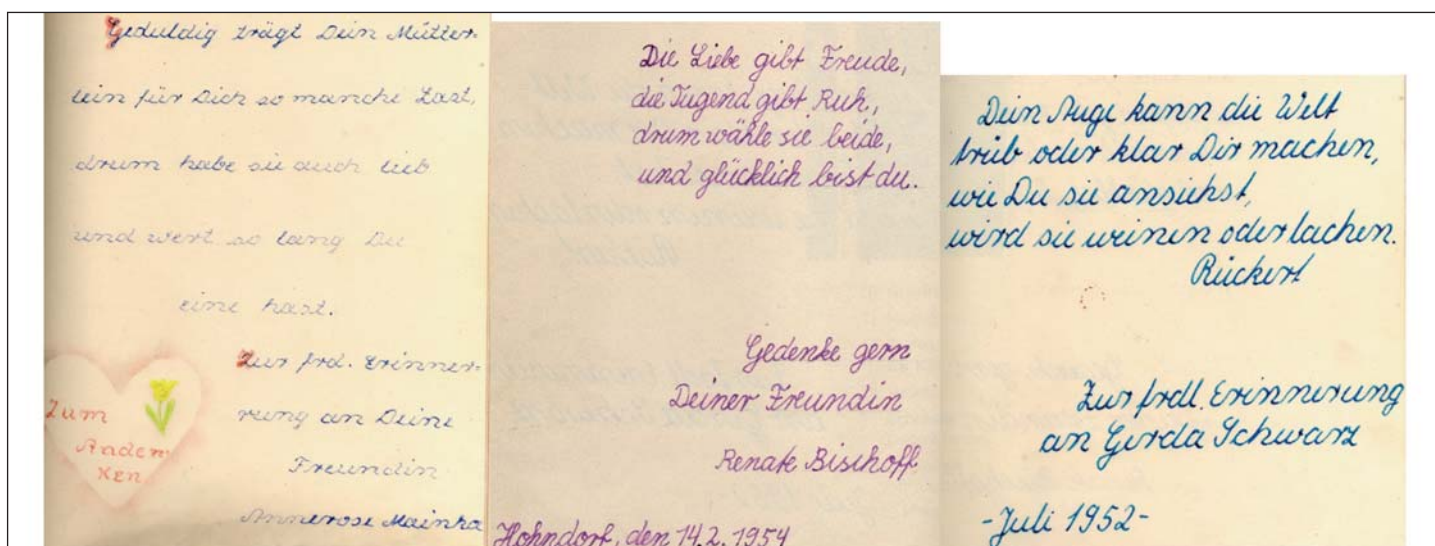 Geduldig trägt Dein Mütter-
lein für Dich so manche Last,
drum habe sie auch lieb
und wert so lang Du
eine hast.
Zur frd. Erinner-
rung an Deine
Freundin
Annerose Mainka
Zum
Anden-
ken
Die Liebe gibt Freude,
die Tugend gibt Ruh,
drum wähle sie beide,
und glücklich bist du.
Gedenke gern
Deiner Freundin
Renate Bischoff
Hohndorf, den 14.2.1954
Dein Auge kann die Welt
trüb oder klar Dir machen,
wie Du sie ansiehst,
wird sie weinen oder lachen.
Rückert
Zur frdl. Erinnerung
an Gerda Schwarz
-Juli 1952-